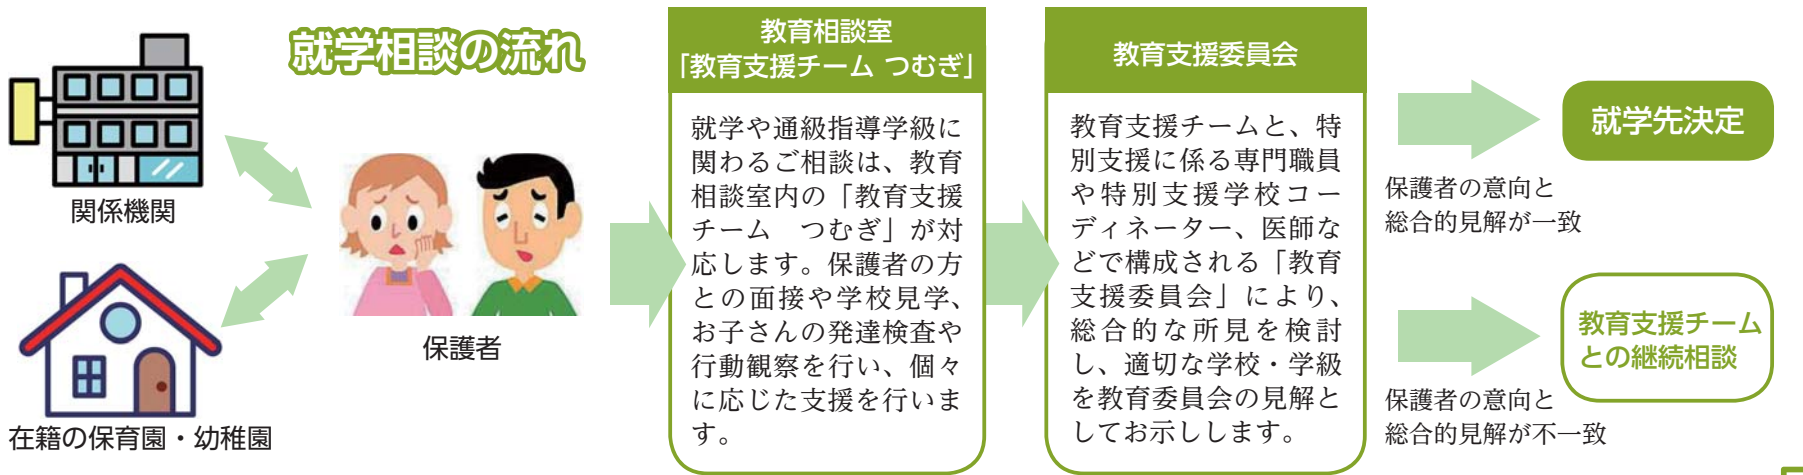 就学相談の流れ
関係機関
在籍の保育園・幼稚園
保護者
教育相談室
「教育支援チーム つむぎ」
就学や通級指導学級に
関わるご相談は、教育
相談室内の「教育支援
チーム　つむぎ」が対
応します。保護者の方
との面接や学校見学、
お子さんの発達検査や
行動観察を行い、個々
に応じた支援を行いま
す。
教育支援委員会
教育支援チームと、特
別支援に係る専門職員
や特別支援学校コー
ディネーター、医師な
どで構成される「教育
支援委員会」により、
総合的な所見を検討
し、適切な学校・学級
を教育委員会の見解と
してお示しします。
就学先決定
保護者の意向と
総合的見解が一致
教育支援チーム
との継続相談
保護者の意向と
総合的見解が不一致